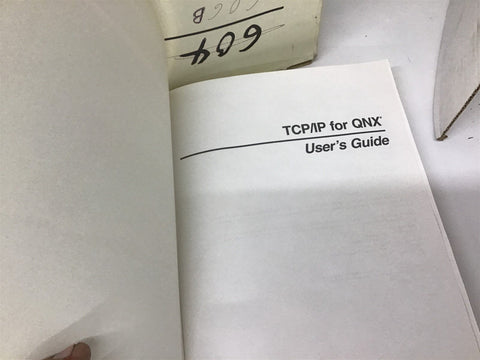 604
TCP/IP for QNX®
User's Guide